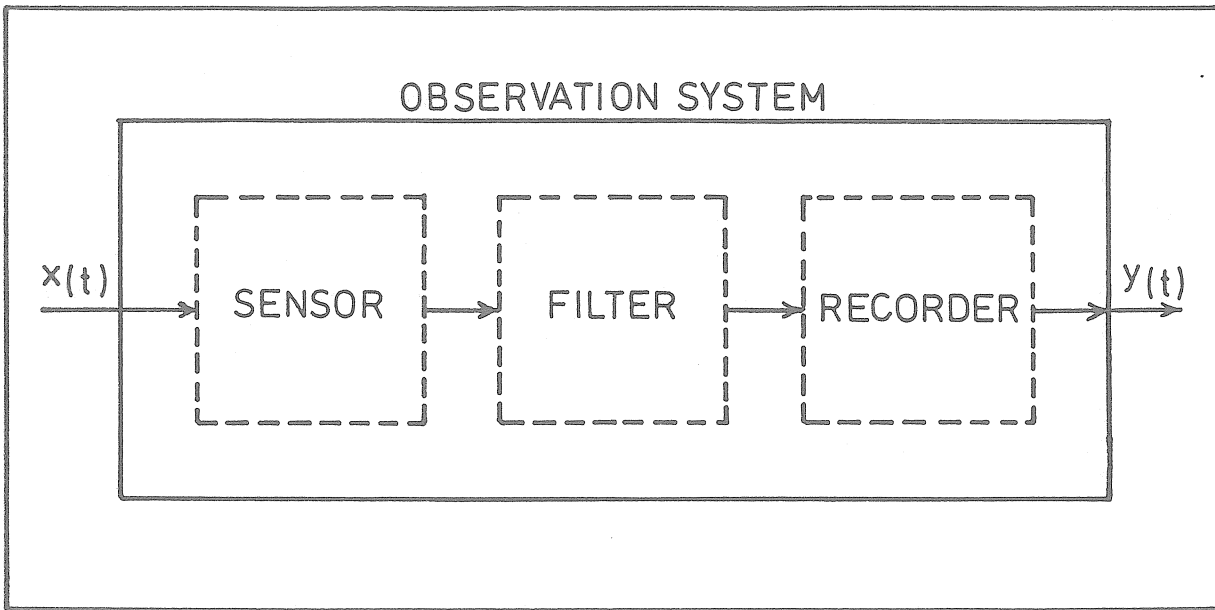 OBSERVATION SYSTEM
x(t)
SENSOR
FILTER
RECORDER
y(t)